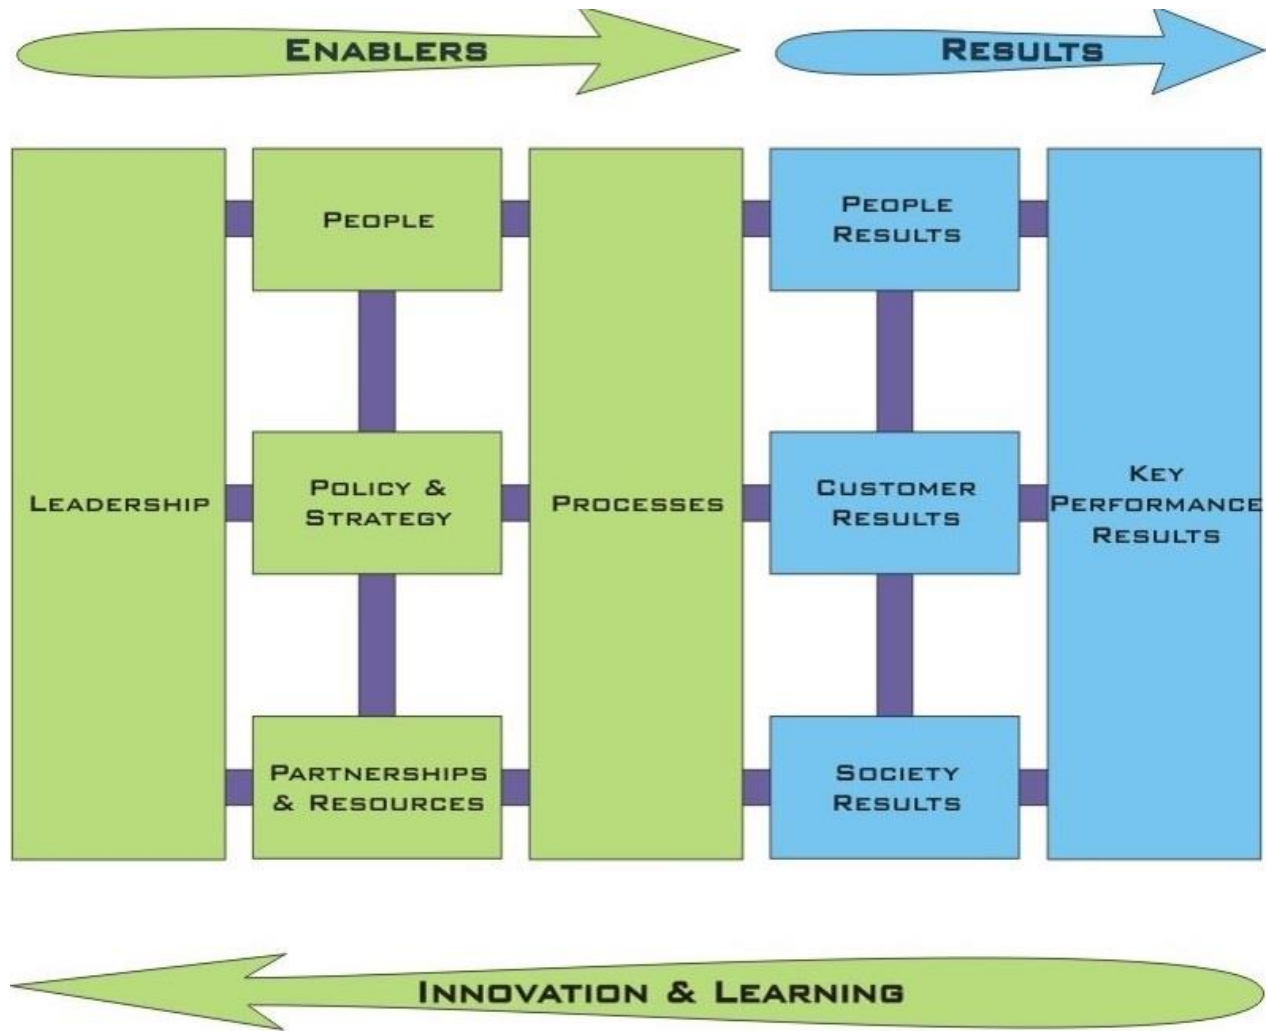 ENABLERS
RESULTS
PEOPLE
PEOPLE
RESULTS
LEADERSHIP
POLICY &
STRATEGY
PROCESSES
CUSTOMER
RESULTS
KEY
PERFORMANCE
RESULTS
PARTNERSHIPS
& RESOURCES
SOCIETY
RESULTS
INNOVATION & LEARNING